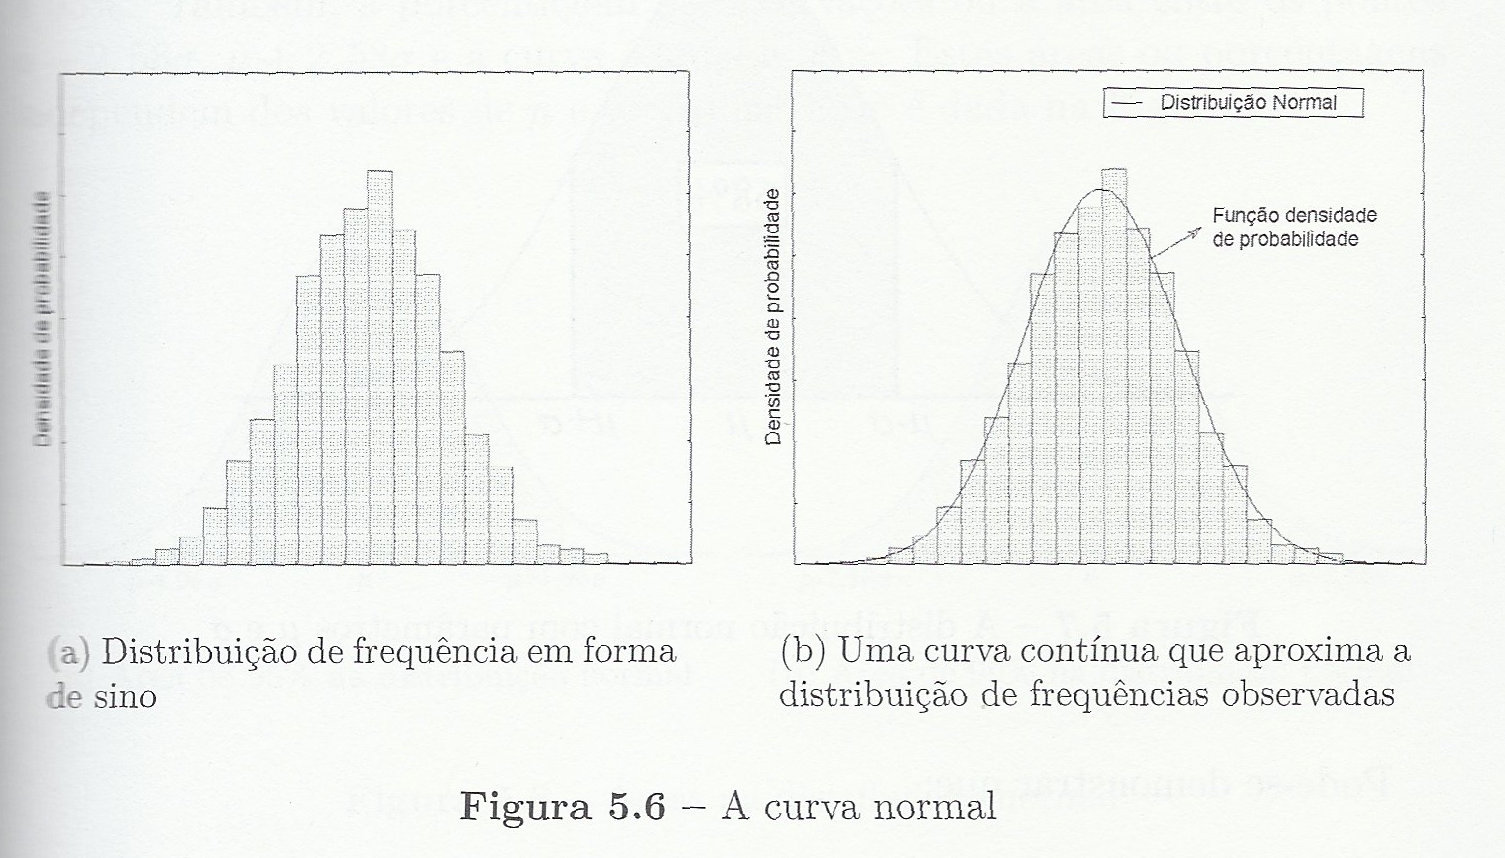 Densidade de probabilidade
(a) Distribuição de frequência em forma
de sino
Densidade de probabilidade
Distribuição Normal
Função densidade
de probabilidade
(b) Uma curva contínua que aproxima a
distribuição de frequências observadas
Figura 5.6 – A curva normal